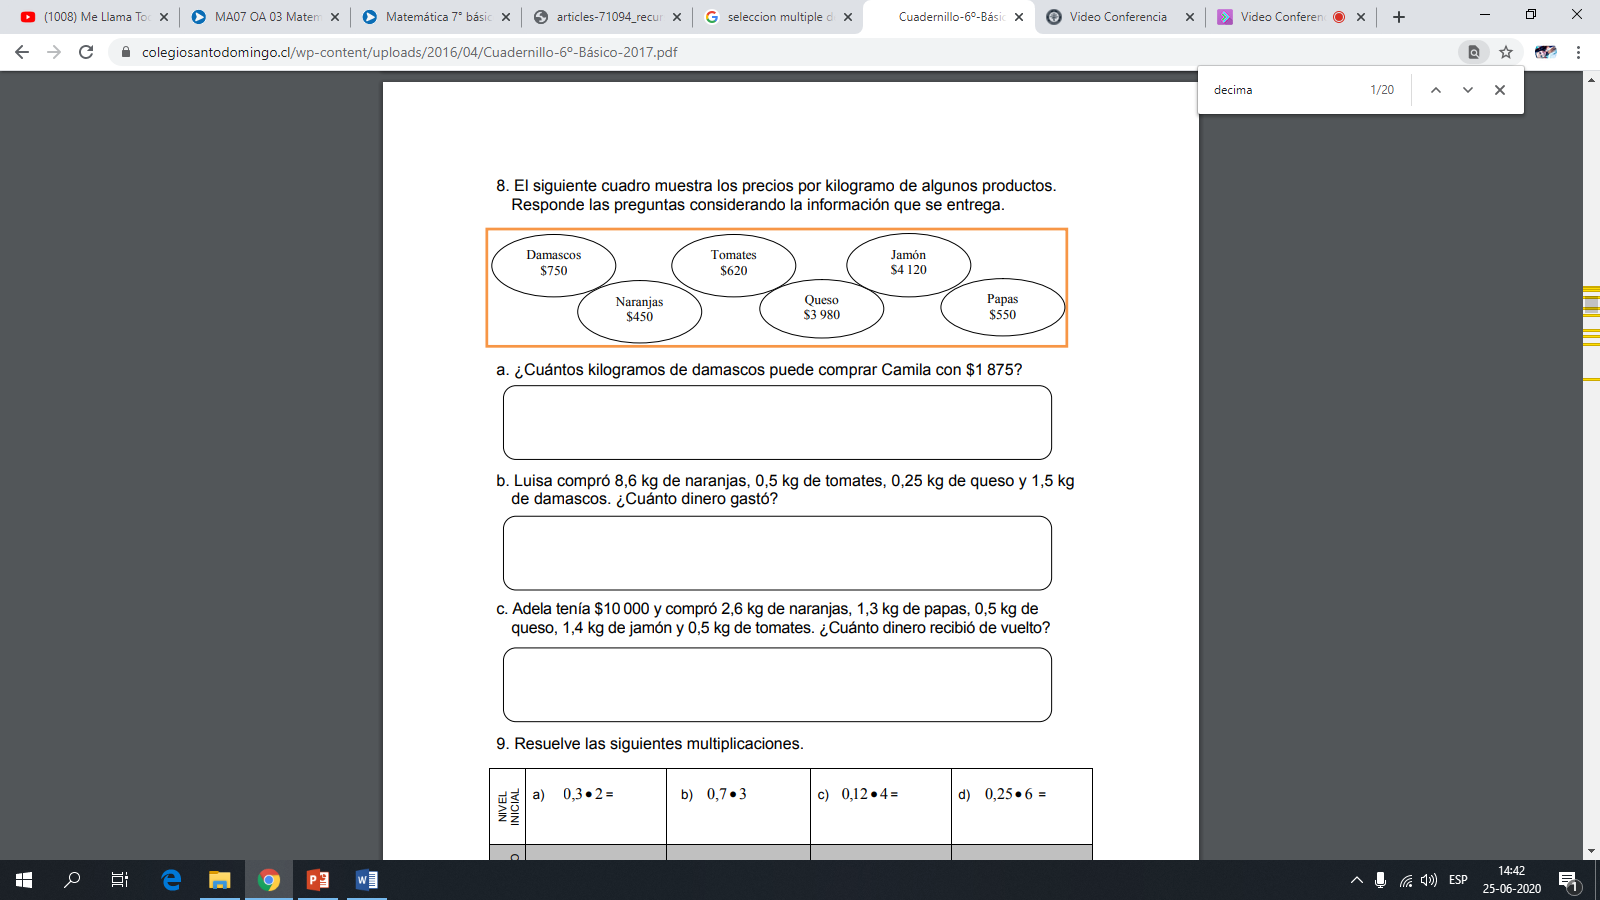 (1008) Me Llama To
MA07 OA 03 Matem
Matemática 7° básic
articles-71094_recur
seleccion multiple d
Cuadernillo-6º-Básic
Video Conferencia
Video Conferen
colegiosantodomingo.cl/wp-content/uploads/2016/04/Cuadernillo-6º-Básico-2017.pdf
decima 1/20
8. El siguiente cuadro muestra los precios por kilogramo de algunos productos.
Responde las preguntas considerando la información que se entrega.
Damascos
$750
Tomates
$620
Jamón
$4 120
Naranjas
$450
Queso
$3 980
Papas
$550
a. ¿Cuántos kilogramos de damascos puede comprar Camila con $1 875?
b. Luisa compró 8,6 kg de naranjas, 0,5 kg de tomates, 0,25 kg de queso y 1,5 kg
de damascos. ¿Cuánto dinero gastó?
c. Adela tenía $10 000 y compró 2,6 kg de naranjas, 1,3 kg de papas, 0,5 kg de
queso, 1,4 kg de jamón y 0,5 kg de tomates. ¿Cuánto dinero recibió de vuelto?
9. Resuelve las siguientes multiplicaciones.
NIVEL
INICIAL
a) 0,3 • 2 =
b) 0,7 • 3
c) 0,12 • 4 =
d) 0,25 • 6 =
ESP
14:42
25-06-2020
1